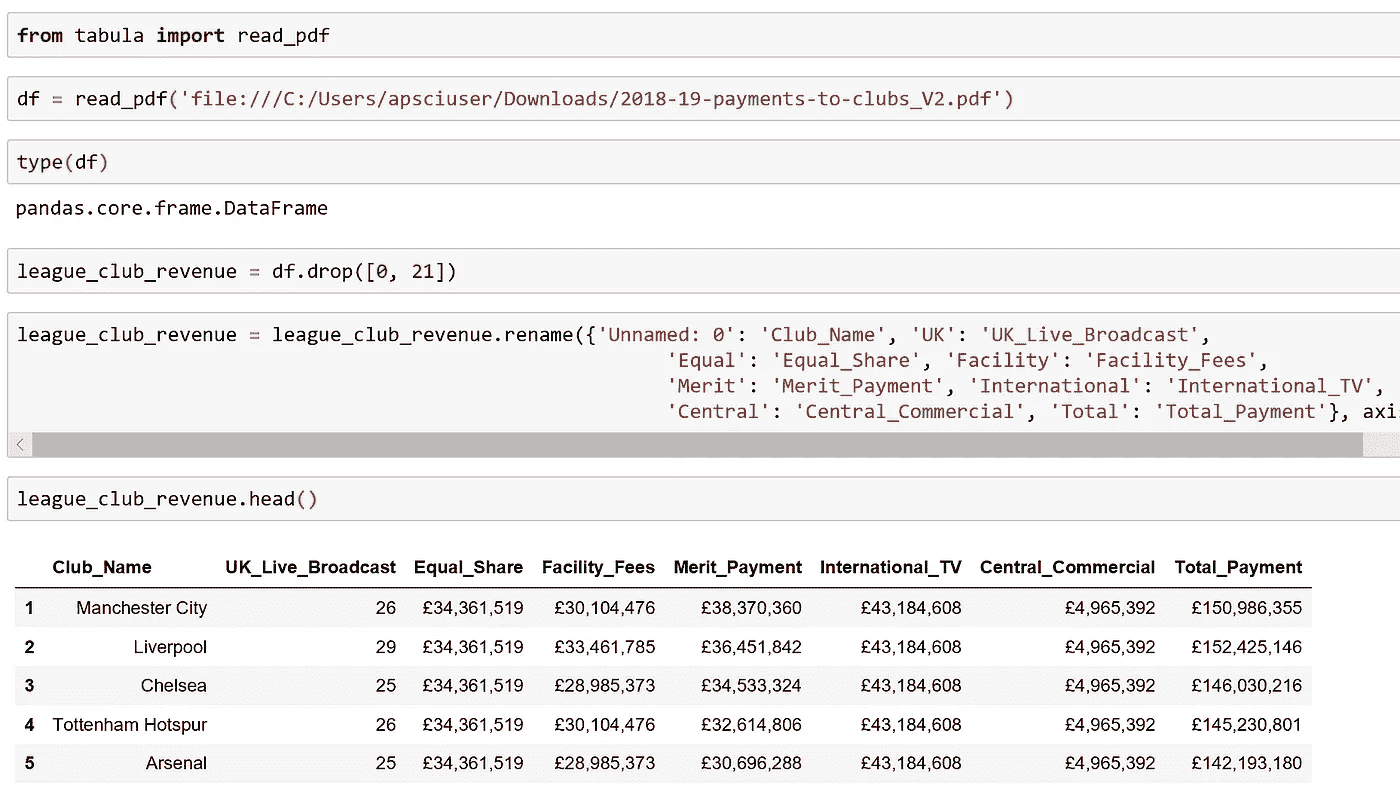 from tabula import read_pdf
df = read_pdf('file:///C:/Users/apsciuser/Downloads/2018-19-payments-to-clubs_V2.pdf')
type(df)
pandas.core.frame.DataFrame
league_club_revenue = df.drop([0, 21])
league_club_revenue = league_club_revenue.rename({'Unnamed: 0': 'Club_Name', 'UK': 'UK_Live_Broadcast',
'Equal': 'Equal_Share', 'Facility': 'Facility_Fees',
'Merit': 'Merit_Payment', 'International': 'International_TV',
'Central': 'Central_Commercial', 'Total': 'Total_Payment'}, axi
league_club_revenue.head()
Club_Name UK_Live_Broadcast Equal_Share Facility_Fees Merit_Payment International_TV Central_Commercial Total_Payment
1 Manchester City 26 £34,361,519 £30,104,476 £38,370,360 £43,184,608 £4,965,392 £150,986,355
2 Liverpool 29 £34,361,519 £33,461,785 £36,451,842 £43,184,608 £4,965,392 £152,425,146
3 Chelsea 25 £34,361,519 £28,985,373 £34,533,324 £43,184,608 £4,965,392 £146,030,216
4 Tottenham Hotspur 26 £34,361,519 £30,104,476 £32,614,806 £43,184,608 £4,965,392 £145,230,801
5 Arsenal 25 £34,361,519 £28,985,373 £30,696,288 £43,184,608 £4,965,392 £142,193,180